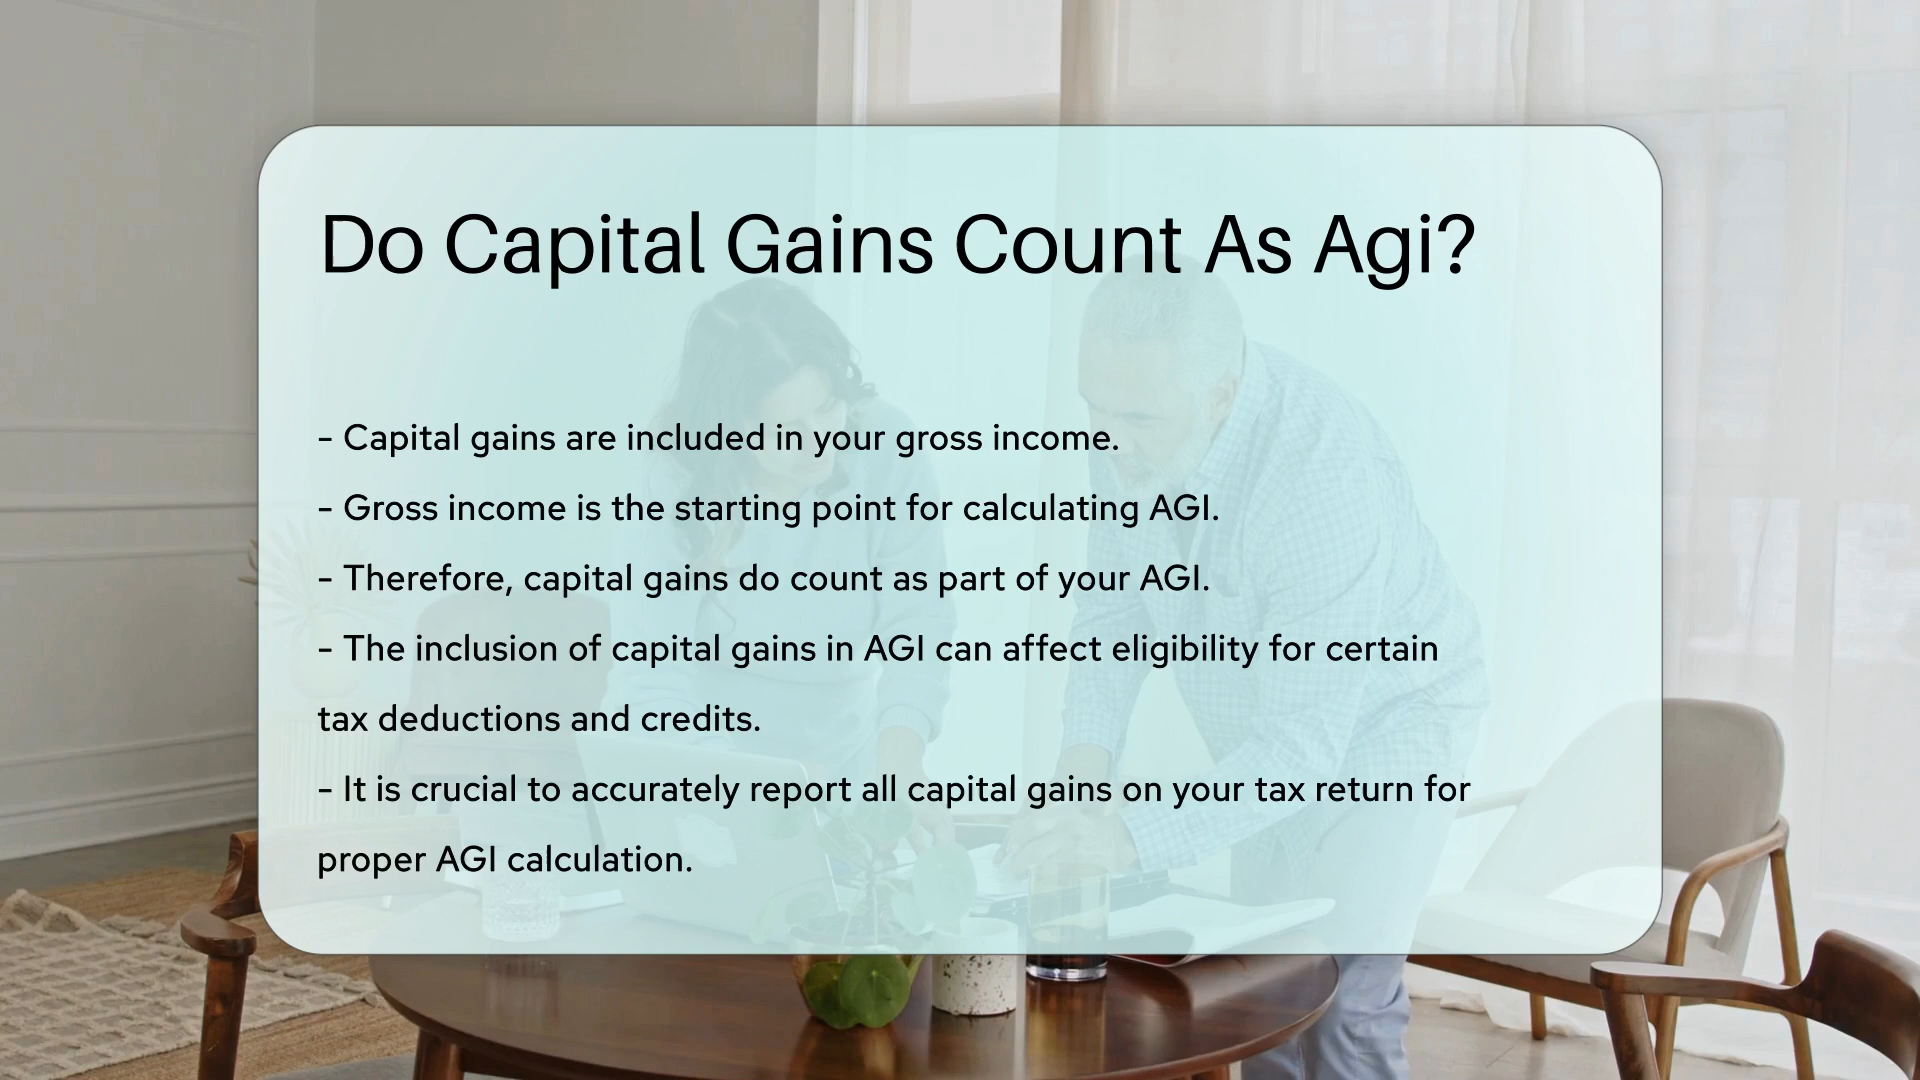 Do Capital Gains Count As Agi?
- Capital gains are included in your gross income.
- Gross income is the starting point for calculating AGI.
- Therefore, capital gains do count as part of your AGI.
- The inclusion of capital gains in AGI can affect eligibility for certain
tax deductions and credits.
- It is crucial to accurately report all capital gains on your tax return for
proper AGI calculation.